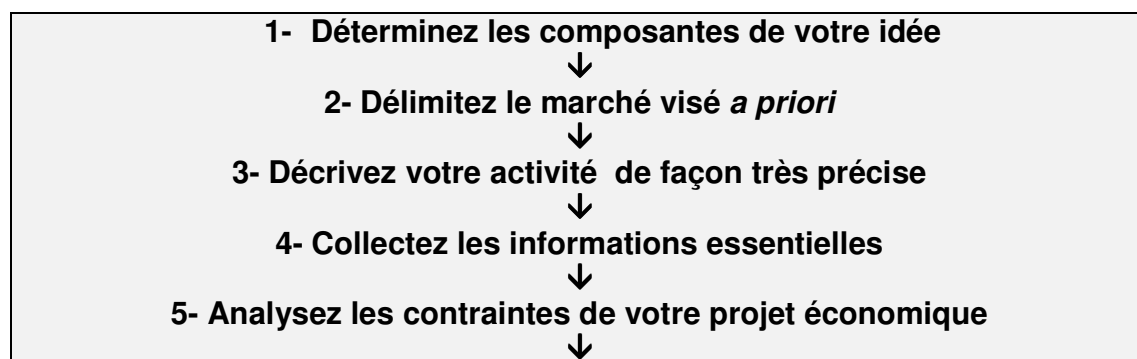 1- Déterminez les composantes de votre idée
↓
2- Délimitez le marché visé a priori
↓
3- Décrivez votre activité de façon très précise
↓
4- Collectez les informations essentielles
↓
5- Analysez les contraintes de votre projet économique
↓